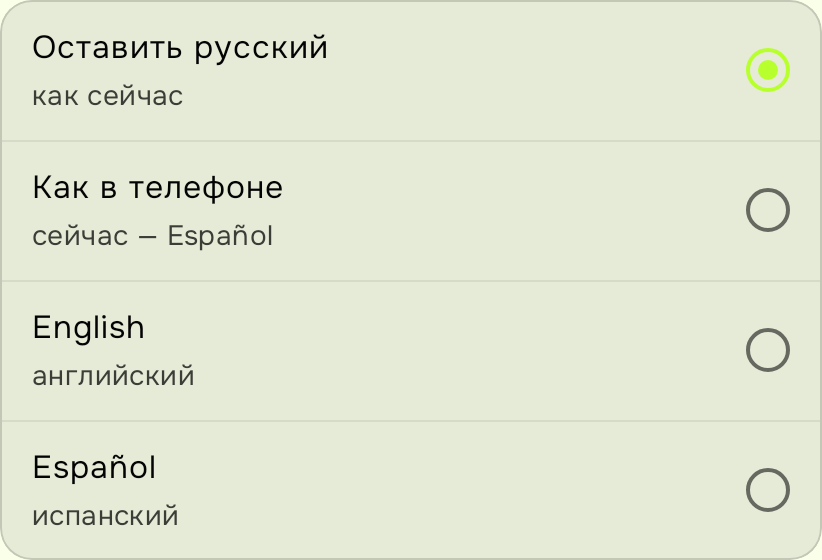 Оставить русский
как сейчас
Как в телефоне
сейчас — Español
English
английский
Español
испанский